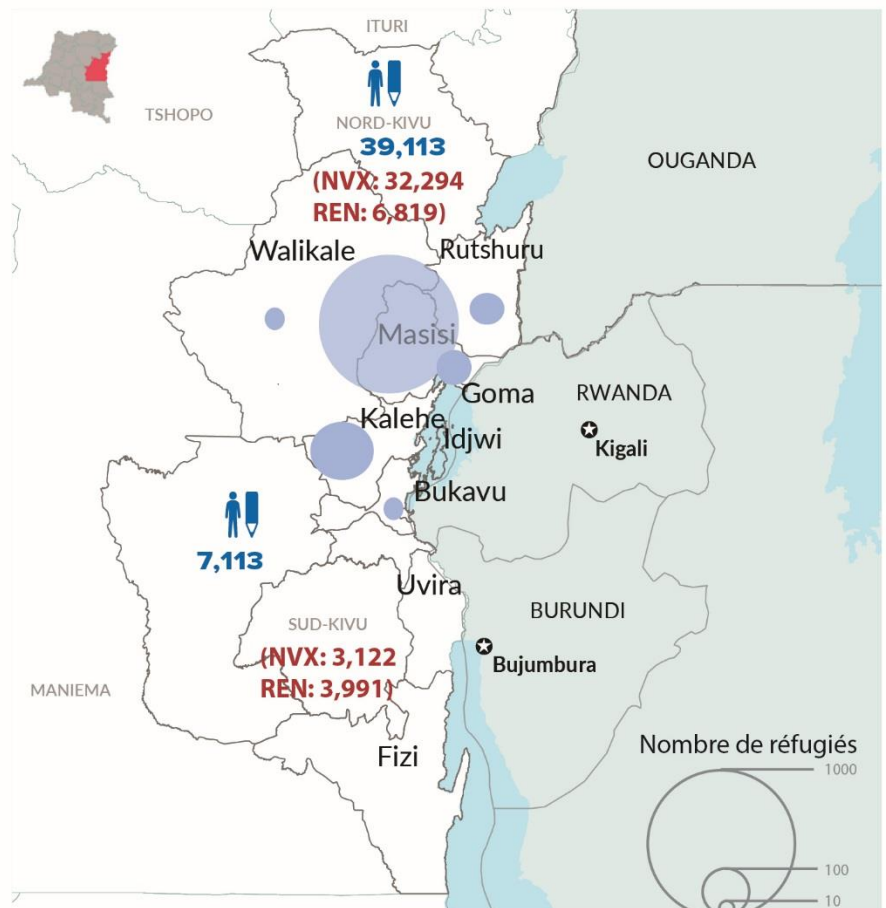 ITURI
TSHOPO
NORD-KIVU
39,113
(NVX: 32,294
REN: 6,819)
OUGANDA
Walikale
Rutshuru
Masisi
Goma
RWANDA
Kalehe
Idjwi
Kigali
Bukavu
7,113
Uvira
SUD-KIVU
BURUNDI
(NVX: 3,122
REN: 3,991)
Bujumbura
MANIEMA
Fizi
Nombre de réfugiés
1000
100
10